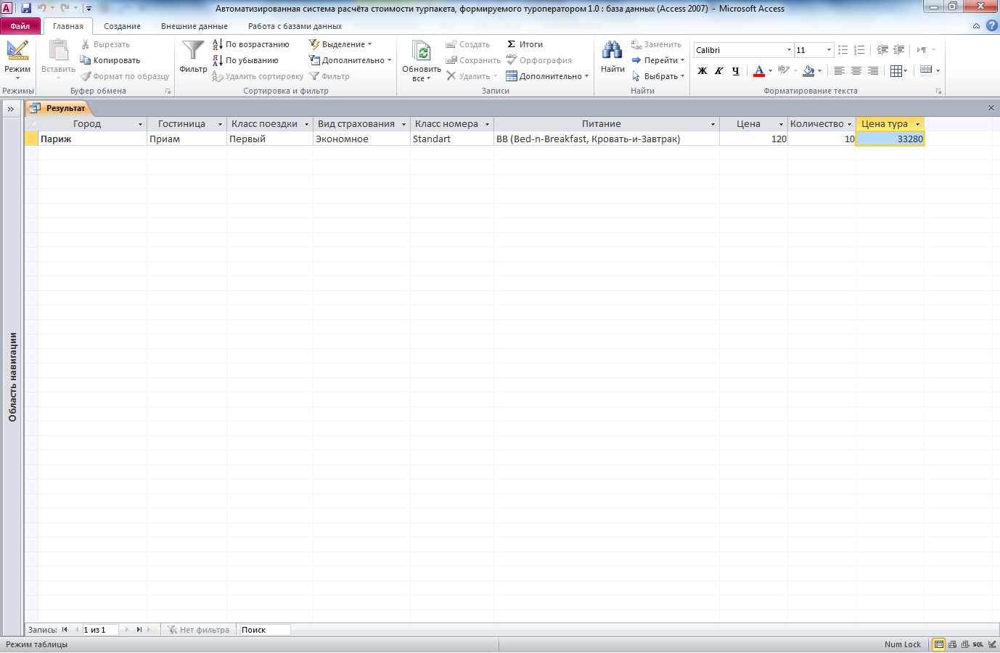 Автоматизированная система расчёта стоимости турпакета, формируемого туроператором 1.0 : база данных (Access 2007) - Microsoft Access
Файл Главная Создание Внешние данные Работа с базами данных
Режим
Режимы
Вставить
Вырезать
Копировать
Формат по образцу
Буфер обмена
Фильтр
По возрастанию
По убыванию
Удалить сортировку
Выделение
Дополнительно
Фильтр
Сортировка и фильтр
Обновить
все
Создать
Сохранить
Удалить
Итоги
Орфография
Дополнительно
Записи
Найти
Заменить
Перейти
Выбрать
Найти
Calibri 11
Ж К Ч
Форматирование текста
Результат
Город Гостиница Класс поездки Вид страхования Класс номера Питание Цена Количество Цена тура
Париж Приам Первый Экономное Standart BB (Bed-n-Breakfast, Кровать-и-Завтрак) 120 10 33280
Область навигации
Запись: 1 из 1 Нет фильтра Поиск
Режим таблицы Num Lock SQL